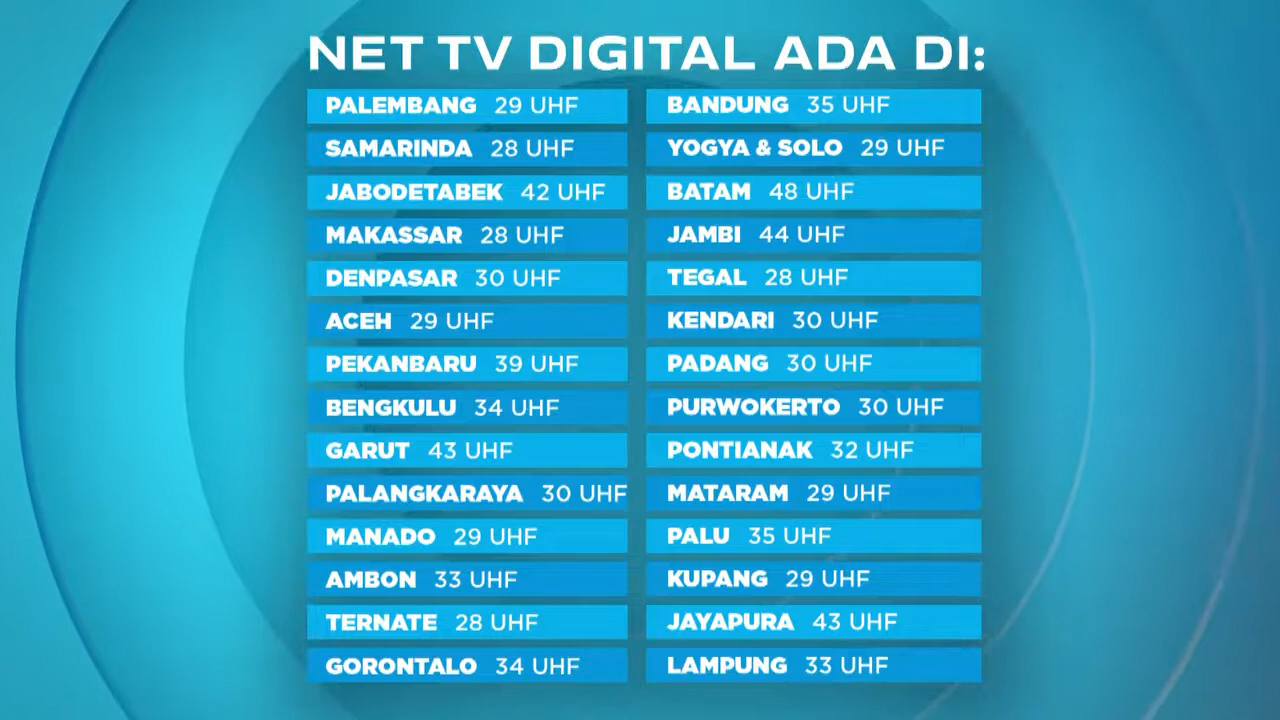 NET TV DIGITAL ADA DI:
PALEMBANG 29 UHF
SAMARINDA 28 UHF
JABODETABEK 42 UHF
MAKASSAR 28 UHF
DENPASAR 30 UHF
ACEH 29 UHF
PEKANBARU 39 UHF
BENGKULU 34 UHF
GARUT 43 UHF
PALANGKARAYA 30 UHF
MANADO 29 UHF
AMBON 33 UHF
TERNATE 28 UHF
GORONTALO 34 UHF
BANDUNG 35 UHF
YOGYA & SOLO 29 UHF
BATAM 48 UHF
JAMBI 44 UHF
TEGAL 28 UHF
KENDARI 30 UHF
PADANG 30 UHF
PURWOKERTO 30 UHF
PONTIANAK 32 UHF
MATARAM 29 UHF
PALU 35 UHF
KUPANG 29 UHF
JAYAPURA 43 UHF
LAMPUNG 33 UHF